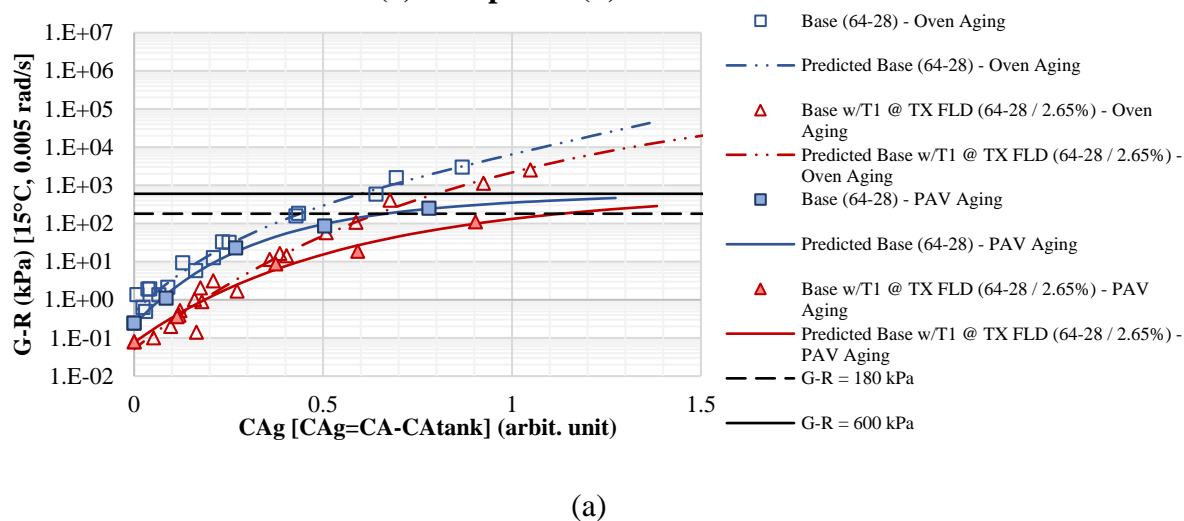 1.E+07
1.E+06
1.E+05
1.E+04
1.E+03
1.E+02
1.E+01
1.E+00
1.E-01
1.E-02
G-R (kPa) [15°C, 0.005 rad/s]
0
0.5
1
1.5
CAg [CAg=CA-CAtank] (arbit. unit)
Base (64-28) - Oven Aging
Predicted Base (64-28) - Oven Aging
Base w/T1 @ TX FLD (64-28 / 2.65%) - Oven
Aging
Predicted Base w/T1 @ TX FLD (64-28 / 2.65%) -
Oven Aging
Base (64-28) - PAV Aging
Predicted Base (64-28) - PAV Aging
Base w/T1 @ TX FLD (64-28 / 2.65%) - PAV
Aging
Predicted Base w/T1 @ TX FLD (64-28 / 2.65%) -
PAV Aging
G-R = 180 kPa
G-R = 600 kPa
(a)